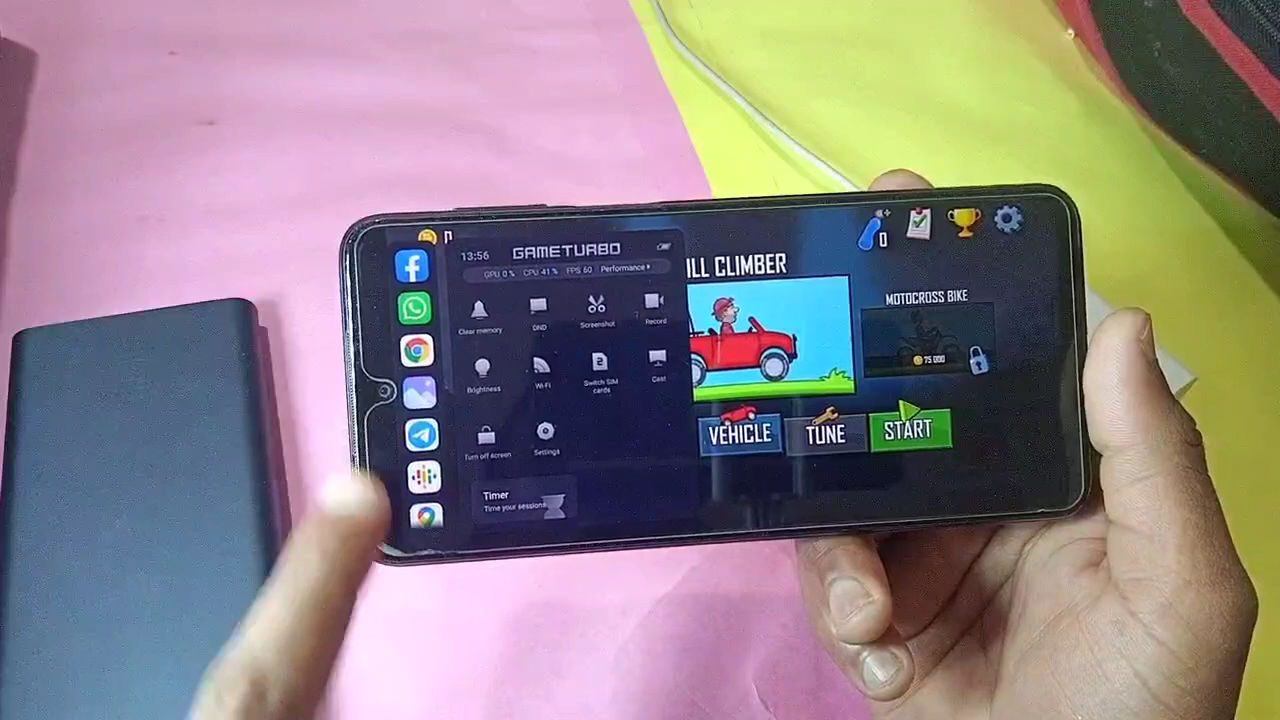 13:56
GAMETURBO
GPU 0 % CPU 41 % FPS 60 Performance
Clear memory
DND
Screenshot
Record
Brightness
Wi-Fi
Switch SIM
cards
Cast
Turn off screen
Settings
Timer
Time your sessions
0
ILL CLIMBER
MOTOCROSS BIKE
75 000
VEHICLE
TUNE
START